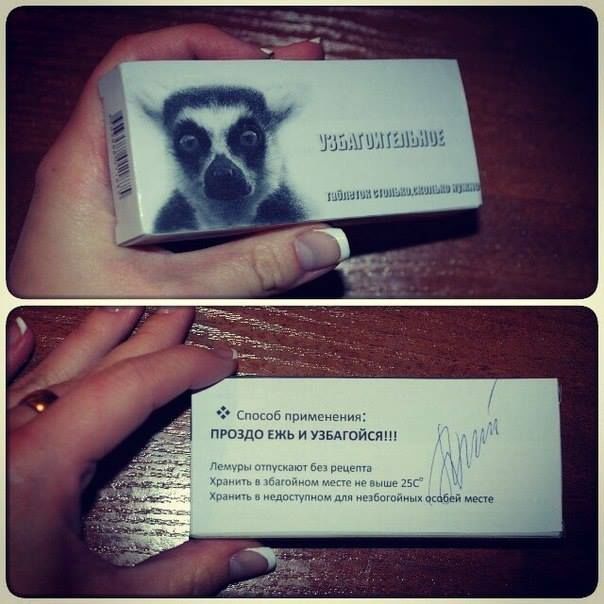 УЗБАГОИТЕЛЬНОЕ
таблеток столько,сколько нужно
❖ Способ применения:
ПРОЗДО ЕЖЬ И УЗБАГОЙСЯ!!!
Лемуры отпускают без рецепта
Хранить в збагойном месте не выше 25С°
Хранить в недоступном для незбогойных особей месте